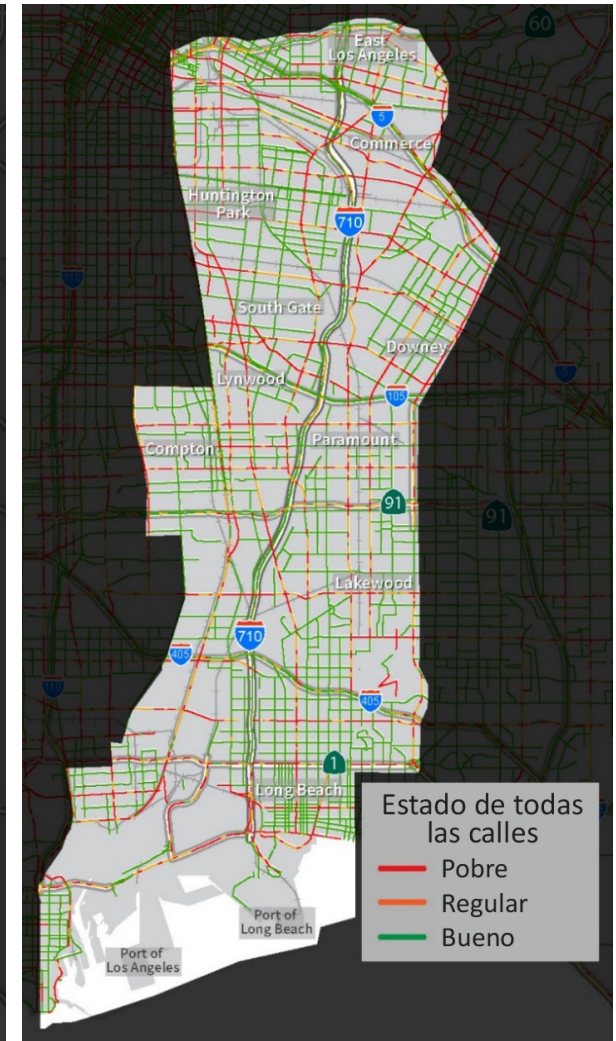 60
East
Los Angeles
5
Commerce
Huntington
Park
710
110
South Gate
Downey
5
Lynwood
105
Compton
Paramount
91
91
Lakewood
710
405
110
405
1
Long Beach
Estado de todas
las calles
Pobre
Regular
Bueno
Port of
Long Beach
Port of
Los Angeles